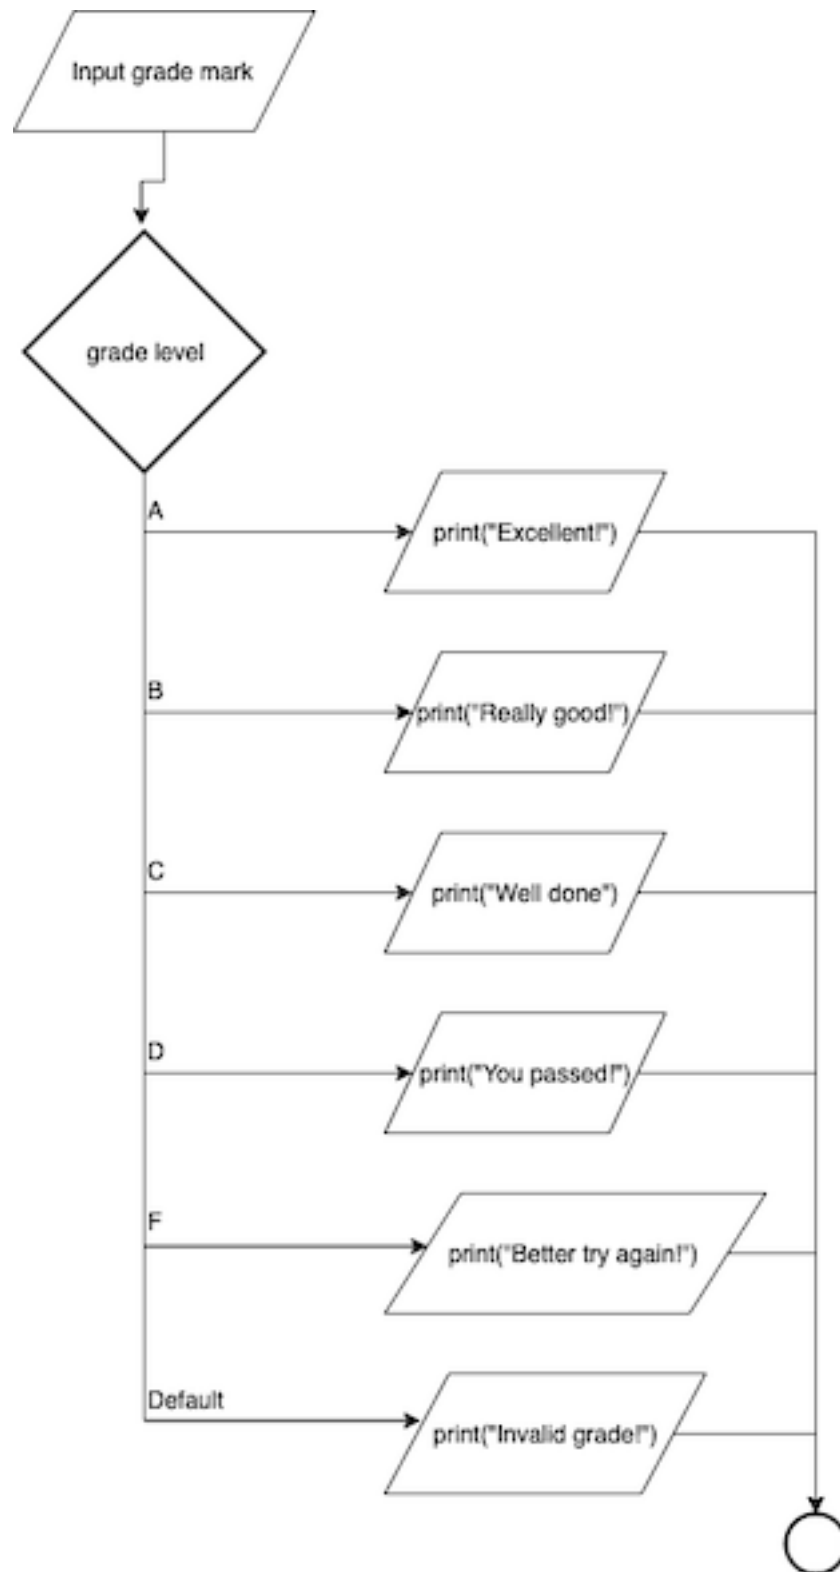 Input grade mark
grade level
A
print("Excellent!")
B
print("Really good!")
C
print("Well done")
D
print("You passed!")
F
print("Better try again!")
Default
print("Invalid grade!")